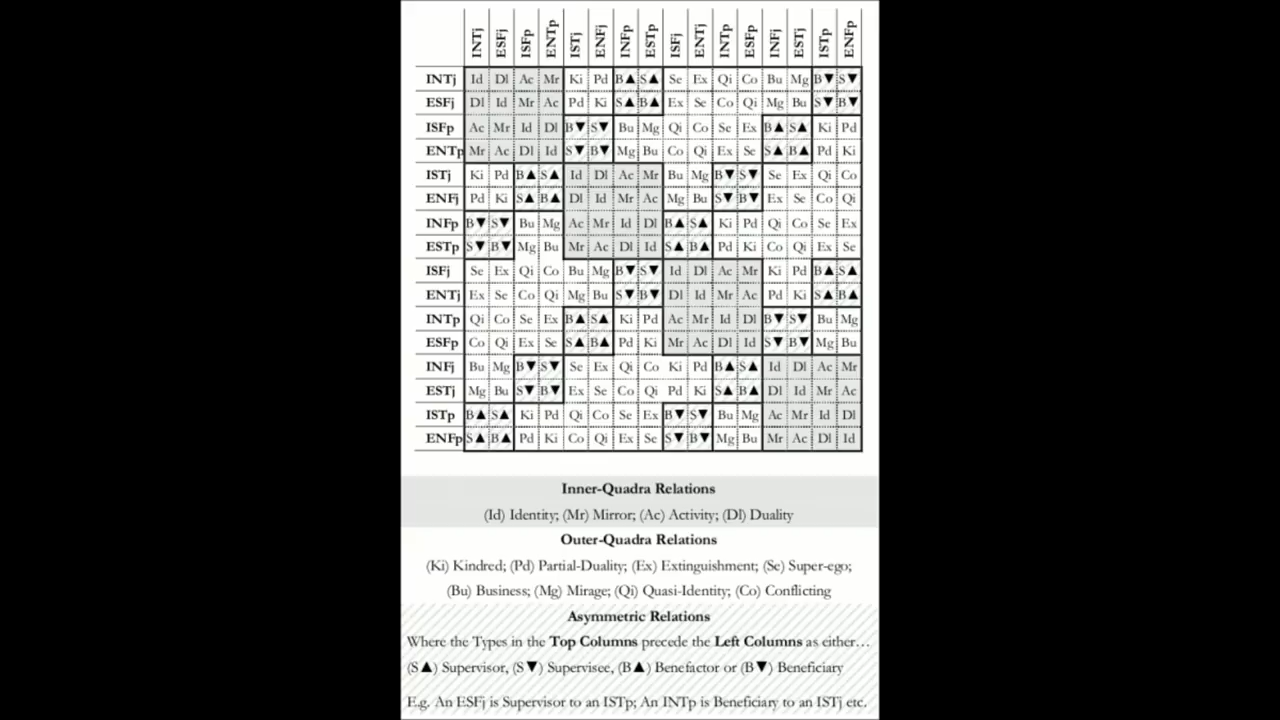 INTj ESFj ISFp ENTp ISTj ENFj INFp ESTp ISFj ENTj INTp ESFp INFj ESTj ISTp ENFp
INTj Id Dl Ac Mr Ki Pd B▲ S▲ Se Ex Qi Co Bu Mg B▼ S▼
ESFj Dl Id Mr Ac Pd Ki S▲ B▲ Ex Se Co Qi Mg Bu S▼ B▼
ISFp Ac Mr Id Dl B▼ S▼ Bu Mg Qi Co Se Ex B▲ S▲ Ki Pd
ENTp Mr Ac Dl Id S▼ B▼ Mg Bu Co Qi Ex Se S▲ B▲ Pd Ki
ISTj Ki Pd B▲ S▲ Id Dl Ac Mr Bu Mg B▼ S▼ Se Ex Qi Co
ENFj Pd Ki S▲ B▲ Dl Id Mr Ac Mg Bu S▼ B▼ Ex Se Co Qi
INFp B▼ S▼ Bu Mg Ac Mr Id Dl B▲ S▲ Ki Pd Qi Co Se Ex
ESTp S▼ B▼ Mg Bu Mr Ac Dl Id S▲ B▲ Pd Ki Co Qi Ex Se
ISFj Se Ex Qi Co Bu Mg B▼ S▼ Id Dl Ac Mr Ki Pd B▲ S▲
ENTj Ex Se Co Qi Mg Bu S▼ B▼ Dl Id Mr Ac Pd Ki S▲ B▲
INTp Qi Co Se Ex B▲ S▲ Ki Pd Ac Mr Id Dl B▼ S▼ Bu Mg
ESFp Co Qi Ex Se S▲ B▲ Pd Ki Mr Ac Dl Id S▼ B▼ Mg Bu
INFj Bu Mg B▼ S▼ Se Ex Qi Co Ki Pd B▲ S▲ Id Dl Ac Mr
ESTj Mg Bu S▼ B▼ Ex Se Co Qi Pd Ki S▲ B▲ Dl Id Mr Ac
ISTp B▲ S▲ Ki Pd Qi Co Se Ex B▼ S▼ Bu Mg Ac Mr Id Dl
ENFp S▲ B▲ Pd Ki Co Qi Ex Se S▼ B▼ Mg Bu Mr Ac Dl Id
Inner-Quadra Relations
(Id) Identity; (Mr) Mirror; (Ac) Activity; (Dl) Duality
Outer-Quadra Relations
(Ki) Kindred; (Pd) Partial-Duality; (Ex) Extinguishment; (Se) Super-ego;
(Bu) Business; (Mg) Mirage; (Qi) Quasi-Identity; (Co) Conflicting
Asymmetric Relations
Where the Types in the Top Columns precede the Left Columns as either…
(S▲) Supervisor, (S▼) Supervisee, (B▲) Benefactor or (B▼) Beneficiary
E.g. An ESFj is Supervisor to an ISTp; An INTp is Beneficiary to an ISTj etc.